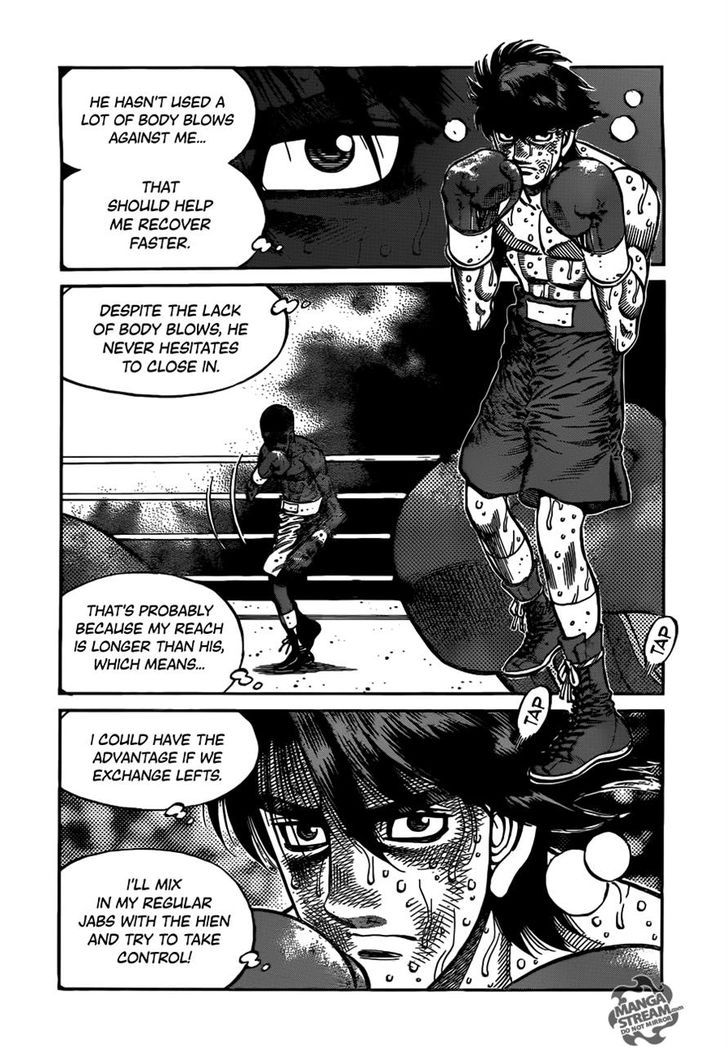 HE HASN'T USED A
LOT OF BODY BLOWS
AGAINST ME...
THAT
SHOULD HELP
ME RECOVER
FASTER.
DESPITE THE LACK
OF BODY BLOWS, HE
NEVER HESITATES
TO CLOSE IN.
THAT'S PROBABLY
BECAUSE MY REACH
IS LONGER THAN HIS,
WHICH MEANS...
TAP
TAP
I COULD HAVE THE
ADVANTAGE IF WE
EXCHANGE LEFTS.
I'LL MIX
IN MY REGULAR
JABS WITH THE HIEN
AND TRY TO TAKE
CONTROL!
MANGA
STREAM.com
DO NOT MIRROR